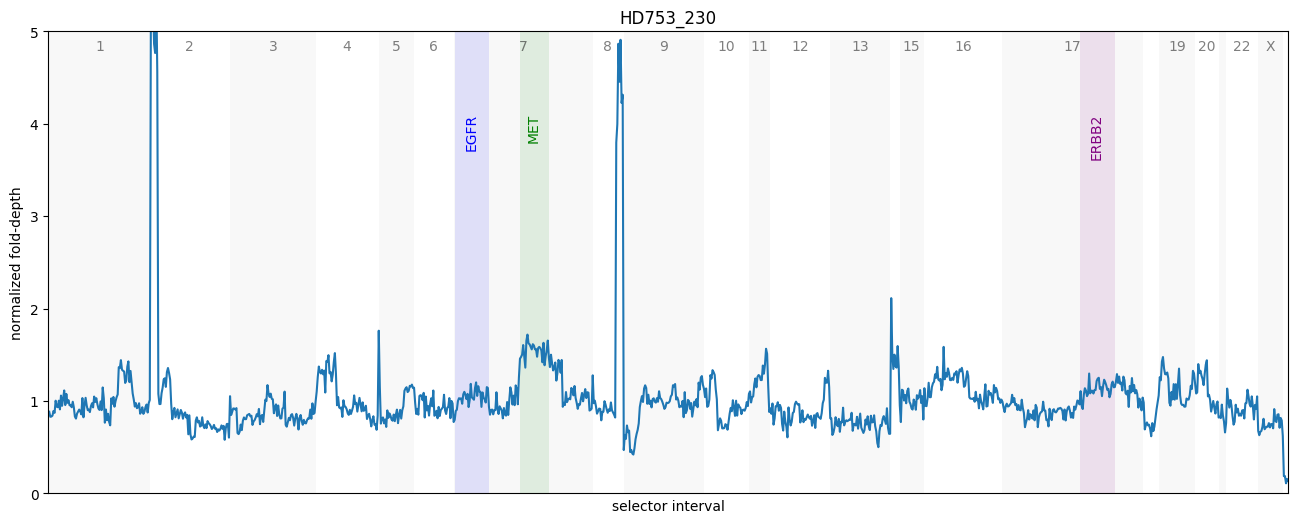 HD753_230
5
4
3
2
1
0
normalized fold-depth
1 2 3 4 5 6 7 8 9 10 11 12 13 15 16 17 19 20 22 X
EGFR
MET
ERBB2
selector interval